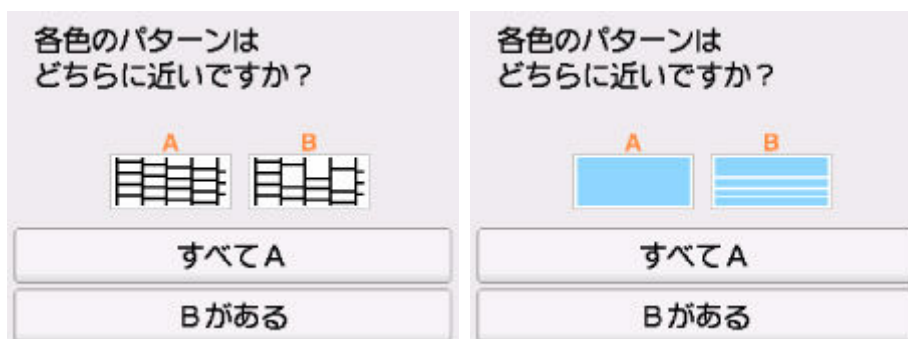 各色のパターンは
どちらに近いですか？
A B
すべてA
Bがある
各色のパターンは
どちらに近いですか？
A B
すべてA
Bがある